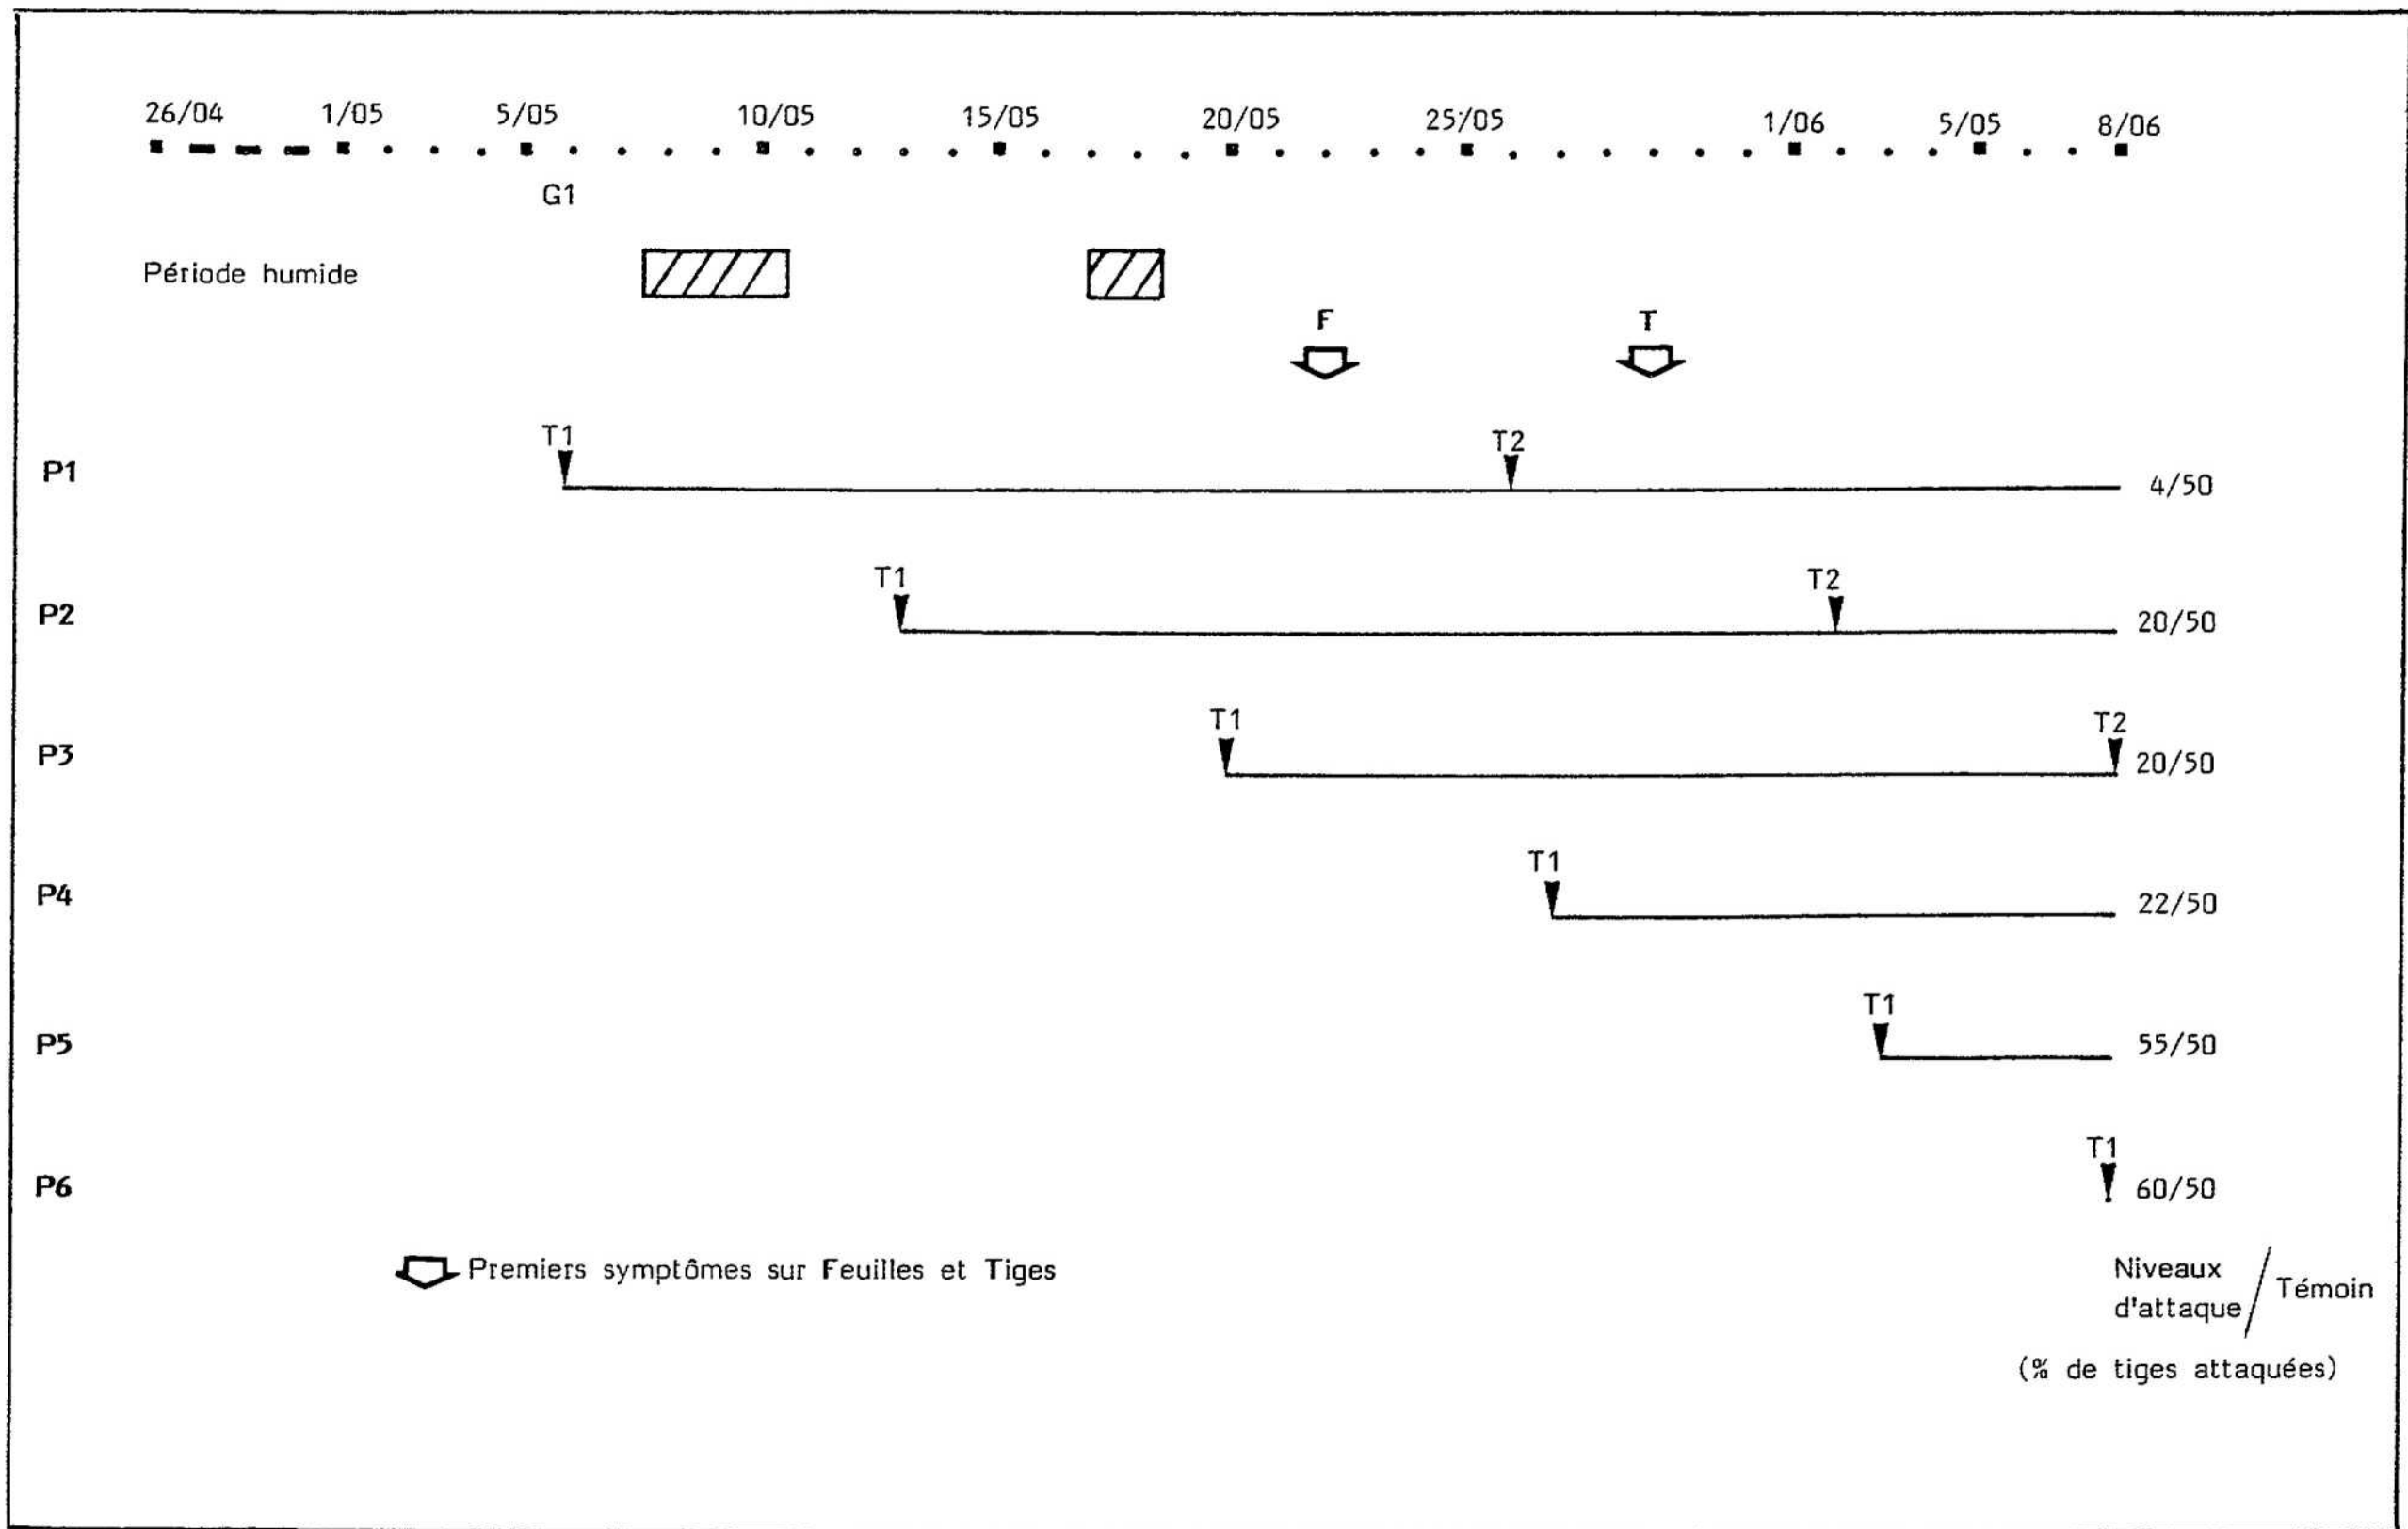 26/04 1/05 5/05 10/05 15/05 20/05 25/05 1/06 5/05 8/06
G1
Période humide
F T
T1 T2
P1 4/50
T1 T2
P2 20/50
T1 T2
P3 20/50
T1
P4 22/50
T1
P5 55/50
T1
P6 60/50
Premiers symptômes sur Feuilles et Tiges
Niveaux
d'attaque / Témoin
(% de tiges attaquées)